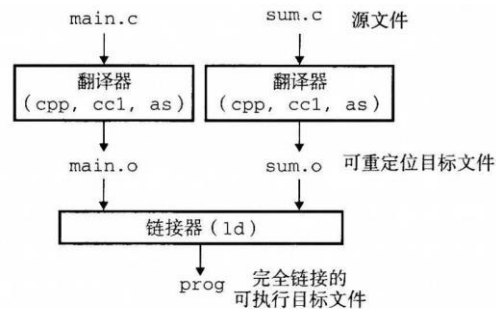 main.c sum.c 源文件
翻译器 翻译器
(cpp, cc1, as) (cpp, cc1, as)
main.o sum.o 可重定位目标文件
链接器(ld)
prog 完全链接的
可执行目标文件